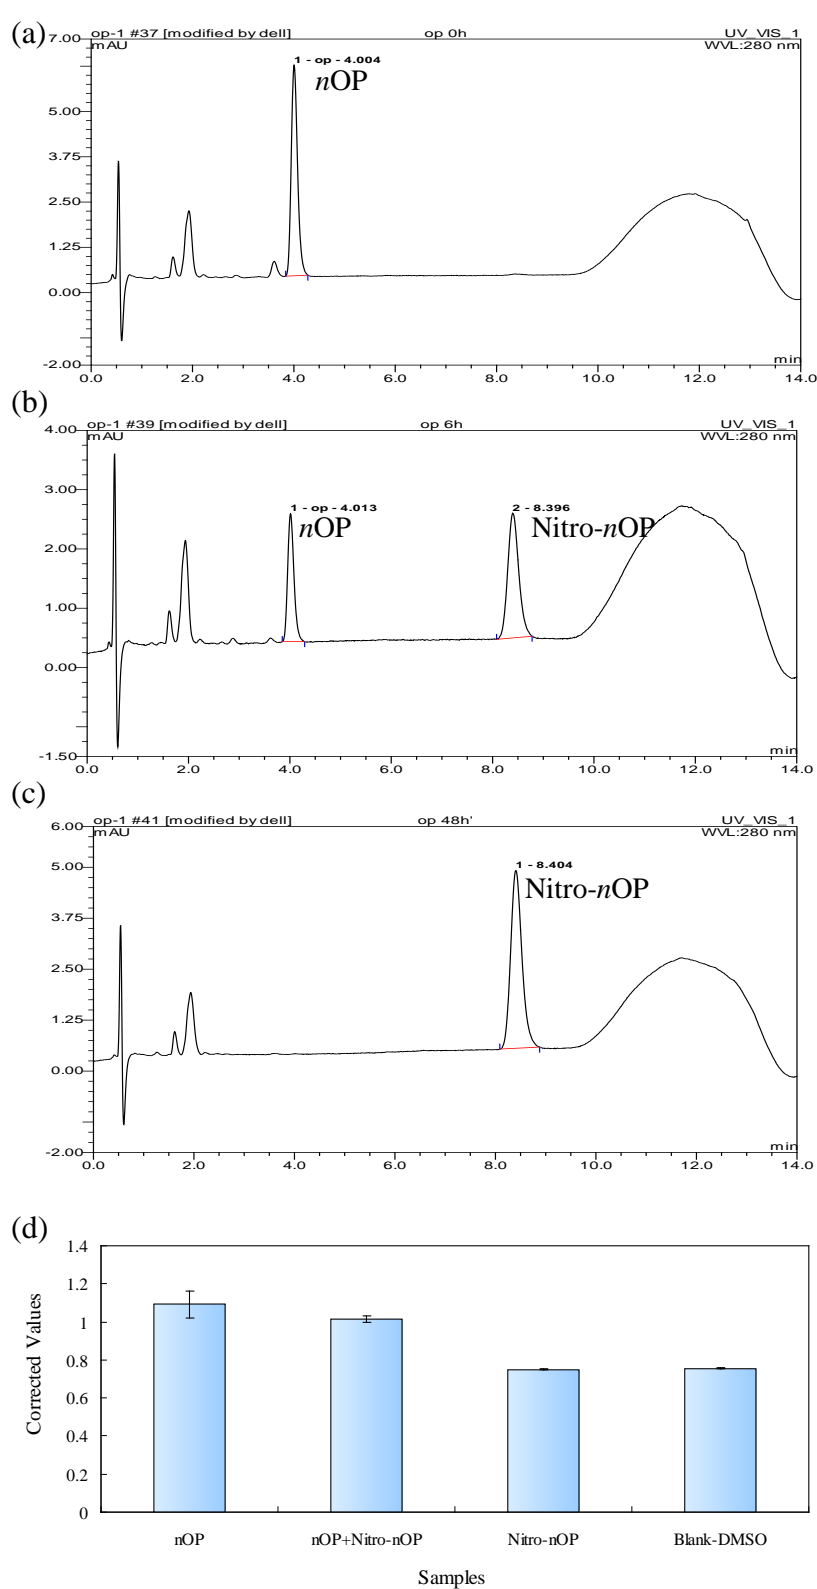 (a)
op-1 #37 [modified by dell] op 0h UV_VIS_1
7.00 mAU WVL:280 nm
1 - op - 4.004
nOP
5.00
3.75
2.50
1.25
0.00
-2.00 min
0.0 2.0 4.0 6.0 8.0 10.0 12.0 14.0
(b)
op-1 #39 [modified by dell] op 6h UV_VIS_1
4.00 mAU WVL:280 nm
3.00
1 - op - 4.013 2 - 8.396
nOP Nitro-nOP
2.00
1.00
0.00
-1.50 min
0.0 2.0 4.0 6.0 8.0 10.0 12.0 14.0
(c)
op-1 #41 [modified by dell] op 48h' UV_VIS_1
6.00 mAU WVL:280 nm
5.00 1 - 8.404
Nitro-nOP
3.75
2.50
1.25
0.00
-2.00 min
0.0 2.0 4.0 6.0 8.0 10.0 12.0 14.0
(d)
Corrected Values
1.4
1.2
1
0.8
0.6
0.4
0.2
0
nOP nOP+Nitro-nOP Nitro-nOP Blank-DMSO
Samples